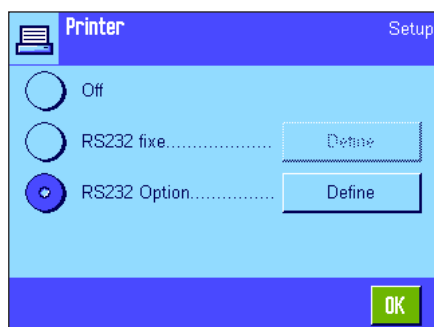 Printer
Setup
Off
RS232 fixe................... Define
RS232 Option............... Define
OK